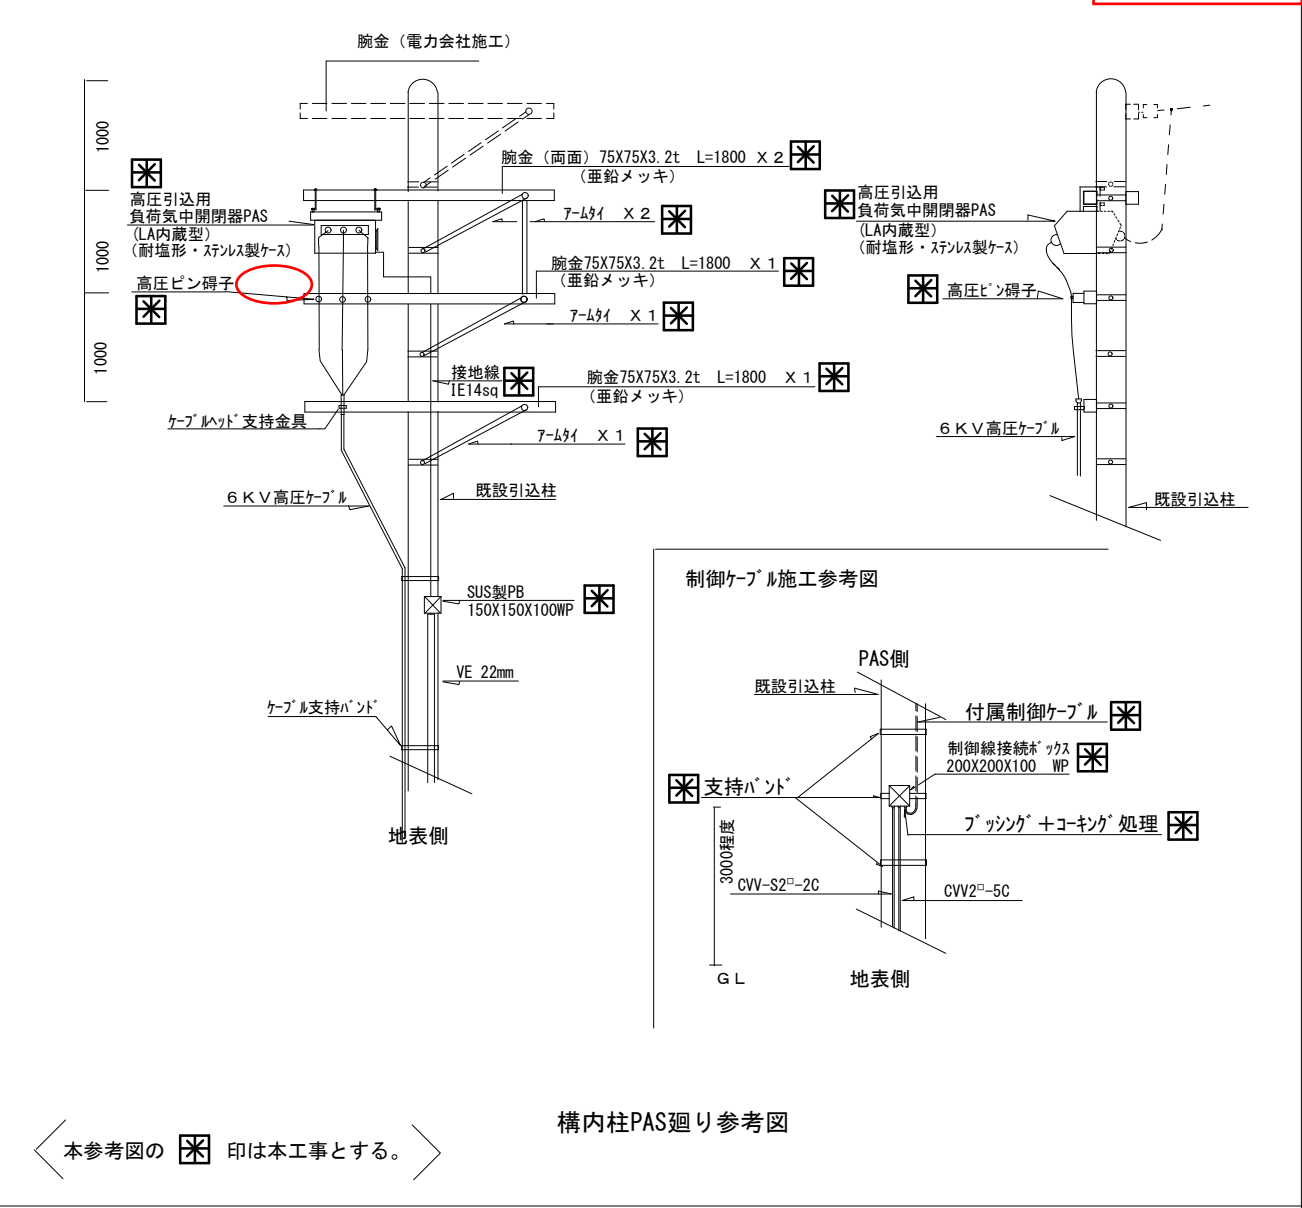 腕金（電力会社施工）
1000
1000
1000
高圧引込用
負荷気中開閉器PAS
(LA内蔵型)
(耐塩形・ステンレス製ケース)
高圧ピン碍子
腕金（両面）75X75X3.2t L=1800 X2
(亜鉛メッキ)
アームタイ X2
腕金75X75X3.2t L=1800 X1
(亜鉛メッキ)
アームタイ X1
接地線
IE14sq
腕金75X75X3.2t L=1800 X1
(亜鉛メッキ)
アームタイ X1
ケーブルヘッド支持金具
6KV高圧ケーブル
既設引込柱
SUS製PB
150X150X100WP
VE 22mm
ケーブル支持バンド
地表側
高圧引込用
負荷気中開閉器PAS
(LA内蔵型)
(耐塩形・ステンレス製ケース)
高圧ピン碍子
6KV高圧ケーブル
既設引込柱
制御ケーブル施工参考図
PAS側
既設引込柱
付属制御ケーブル
制御線接続ボックス
200X200X100 WP
支持バンド
ブッシング+コーキング処理
3000程度
CVV-S2□-2C
CVV2□-5C
GL
地表側
構内柱PAS廻り参考図
本参考図の 印は本工事とする。